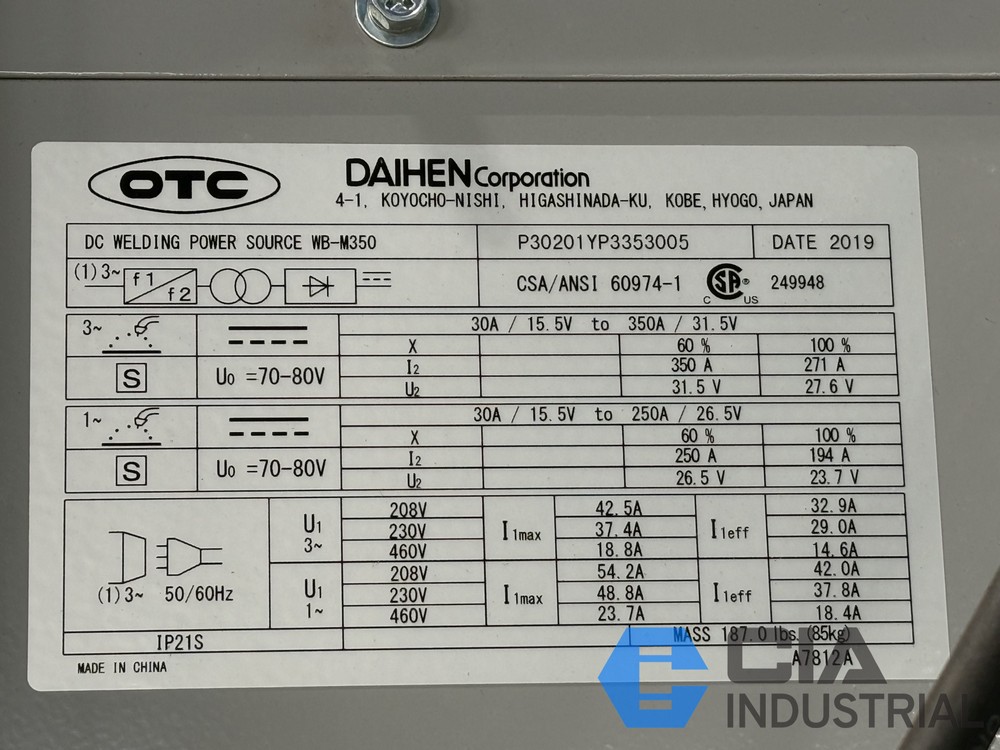 OTC
DAIHEN Corporation
4-1, KOYOCHO-NISHI, HIGASHINADA-KU, KOBE, HYOGO, JAPAN
DC WELDING POWER SOURCE WB-M350 P30201YP3353005 DATE 2019
(1) 3~ f1 f2 CSA/ANSI 60974-1 C SA® US 249948
3~ 30A / 15.5V to 350A / 31.5V
X 60 % 100 %
S U0 =70-80V I2 350 A 271 A
U2 31.5 V 27.6 V
1~ 30A / 15.5V to 250A / 26.5V
X 60 % 100 %
S U0 =70-80V I2 250 A 194 A
U2 26.5 V 23.7 V
(1) 3~ 50/60Hz
U1 3~ 208V I1max 42.5A I1eff 32.9A
230V 37.4A 29.0A
460V 18.8A 14.6A
U1 1~ 208V I1max 54.2A I1eff 42.0A
230V 48.8A 37.8A
460V 23.7A 18.4A
IP21S MASS 187.0 lbs. (85kg)
MADE IN CHINA A7812A
CIA
INDUSTRIAL